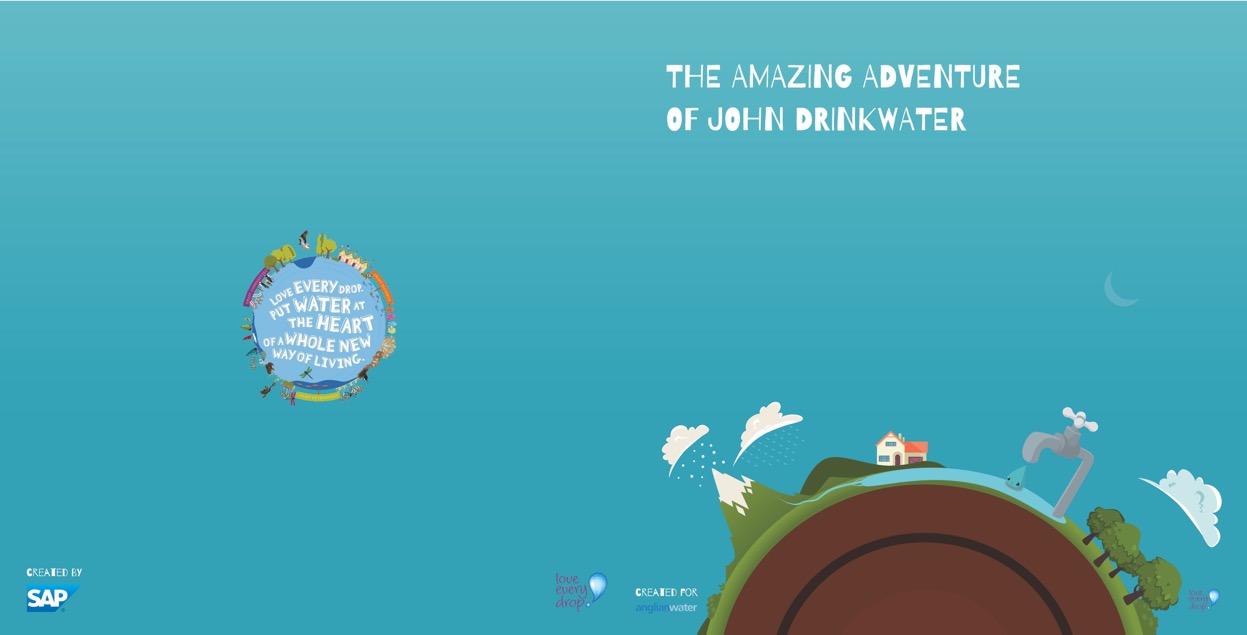 THE AMAZING ADVENTURE
OF JOHN DRINKWATER
LOVE EVERY DROP.
PUT WATER AT
THE HEART
OF A WHOLE NEW
WAY OF LIVING.
CREATED BY
SAP
love
every
drop
CREATED FOR
anglianwater
love
every
drop